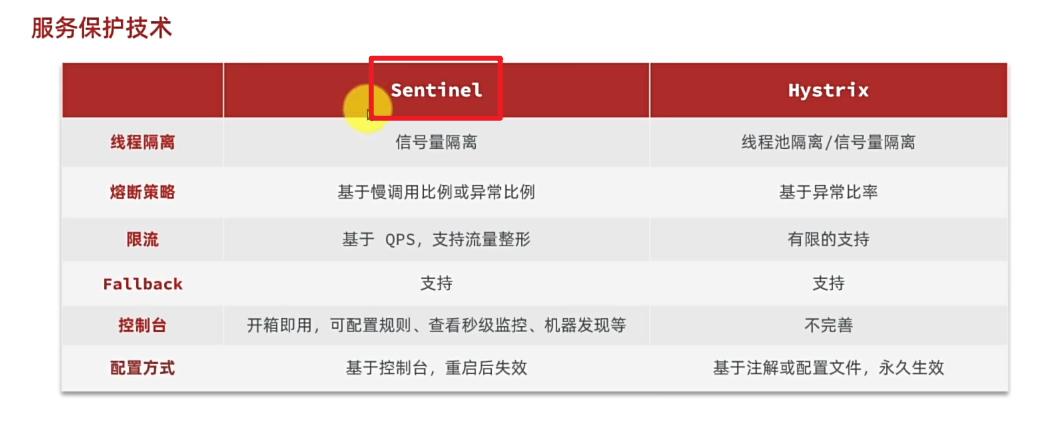 服务保护技术
Sentinel Hystrix
线程隔离 信号量隔离 线程池隔离/信号量隔离
熔断策略 基于慢调用比例或异常比例 基于异常比率
限流 基于 QPS，支持流量整形 有限的支持
Fallback 支持 支持
控制台 开箱即用，可配置规则、查看秒级监控、机器发现等 不完善
配置方式 基于控制台，重启后失效 基于注解或配置文件，永久生效